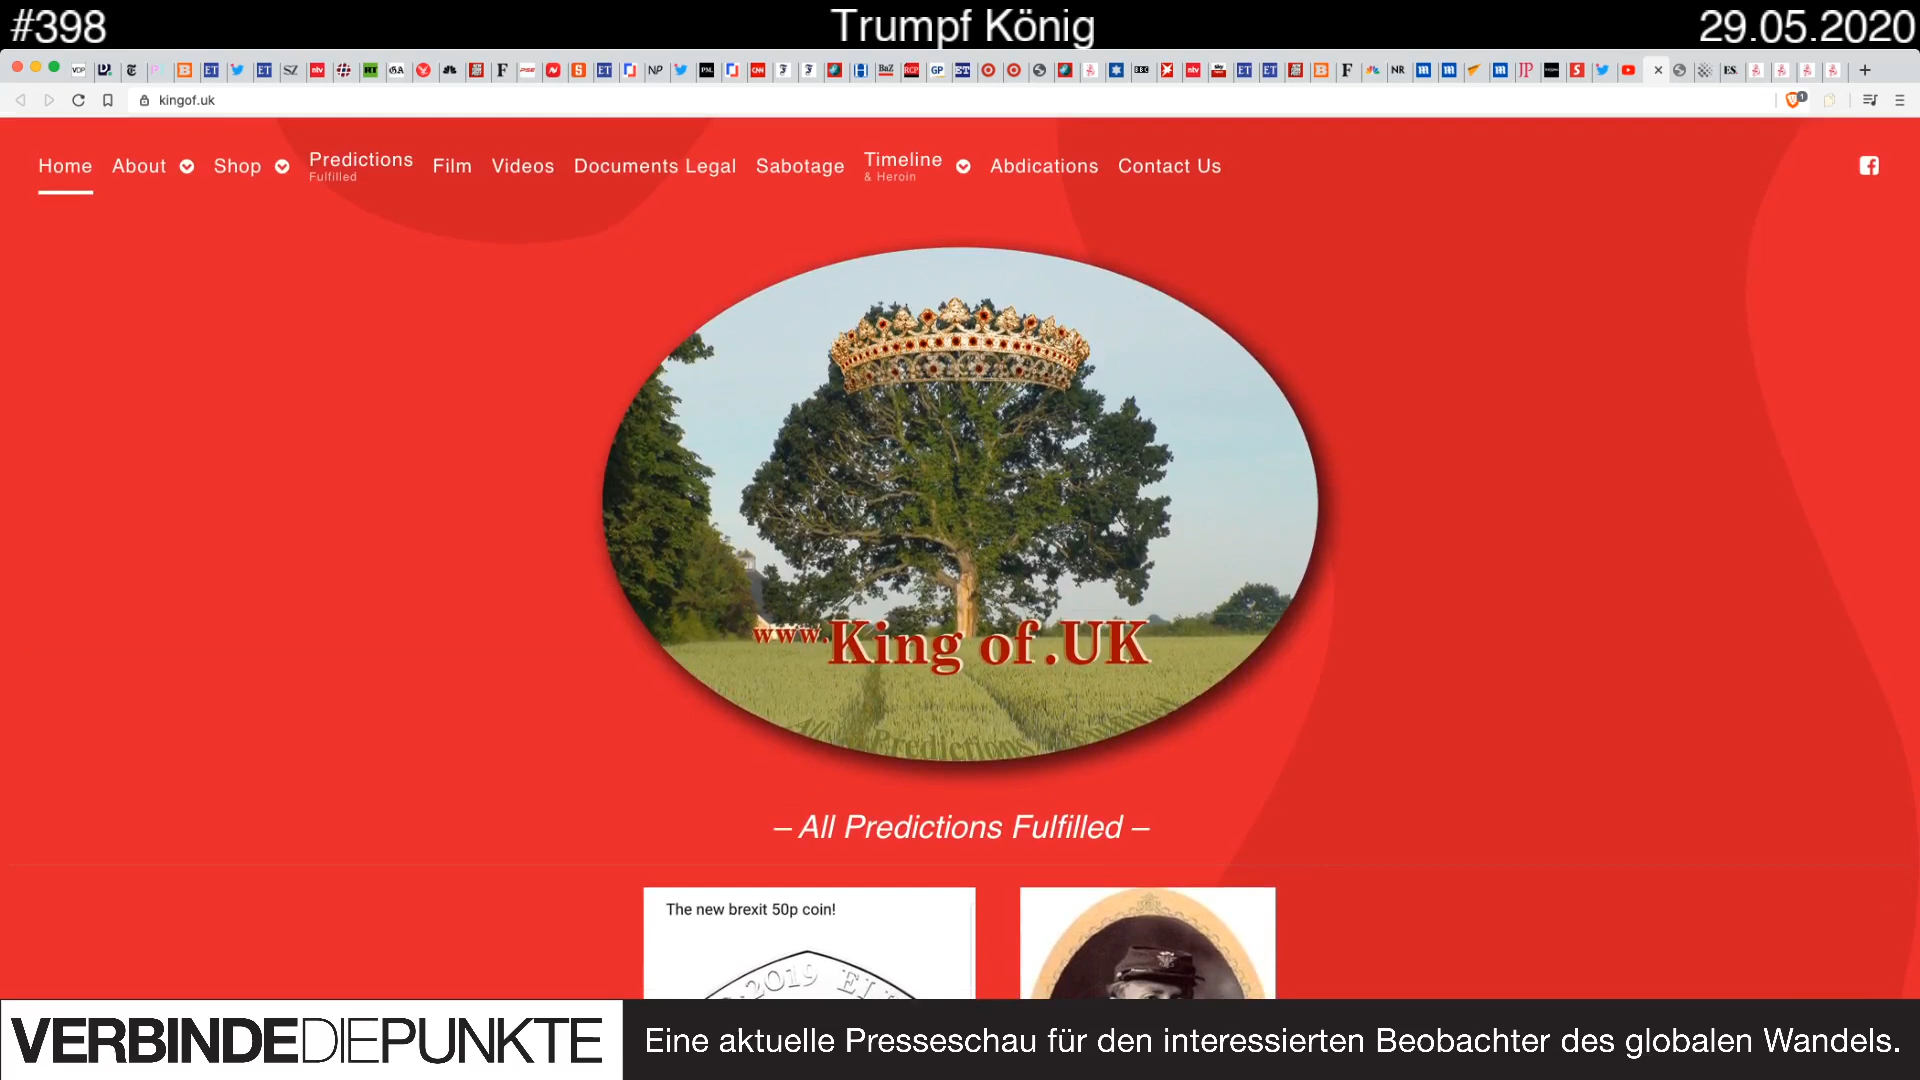 #398
Trumpf König
29.05.2020
kingof.uk
Home About Shop Predictions Film Videos Documents Legal Sabotage Timeline Abdications Contact Us
Fulfilled
& Heroin
www.King of .UK
Predictions
– All Predictions Fulfilled –
The new brexit 50p coin!
2019
VERBINDEDIEPUNKTE
Eine aktuelle Presseschau für den interessierten Beobachter des globalen Wandels.